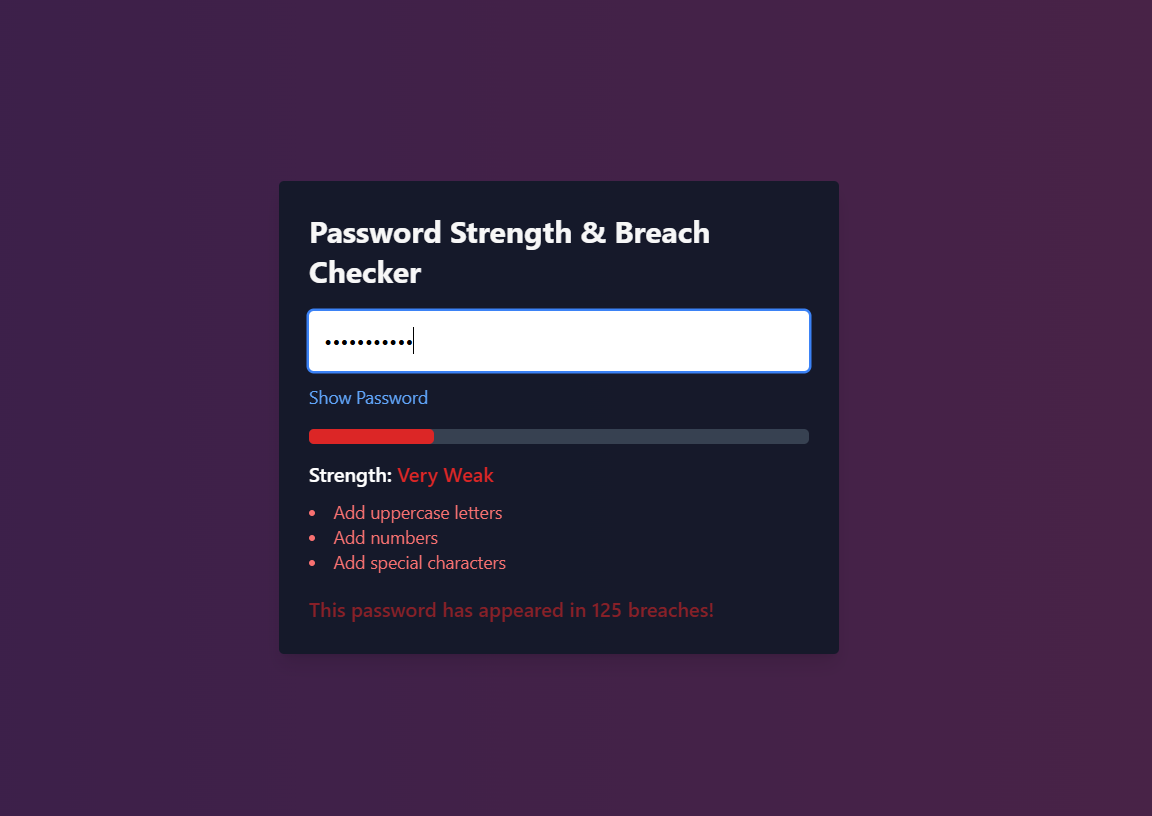 Password Strength & Breach
Checker
•••••••••••
Show Password
Strength: Very Weak
• Add uppercase letters
• Add numbers
• Add special characters
This password has appeared in 125 breaches!